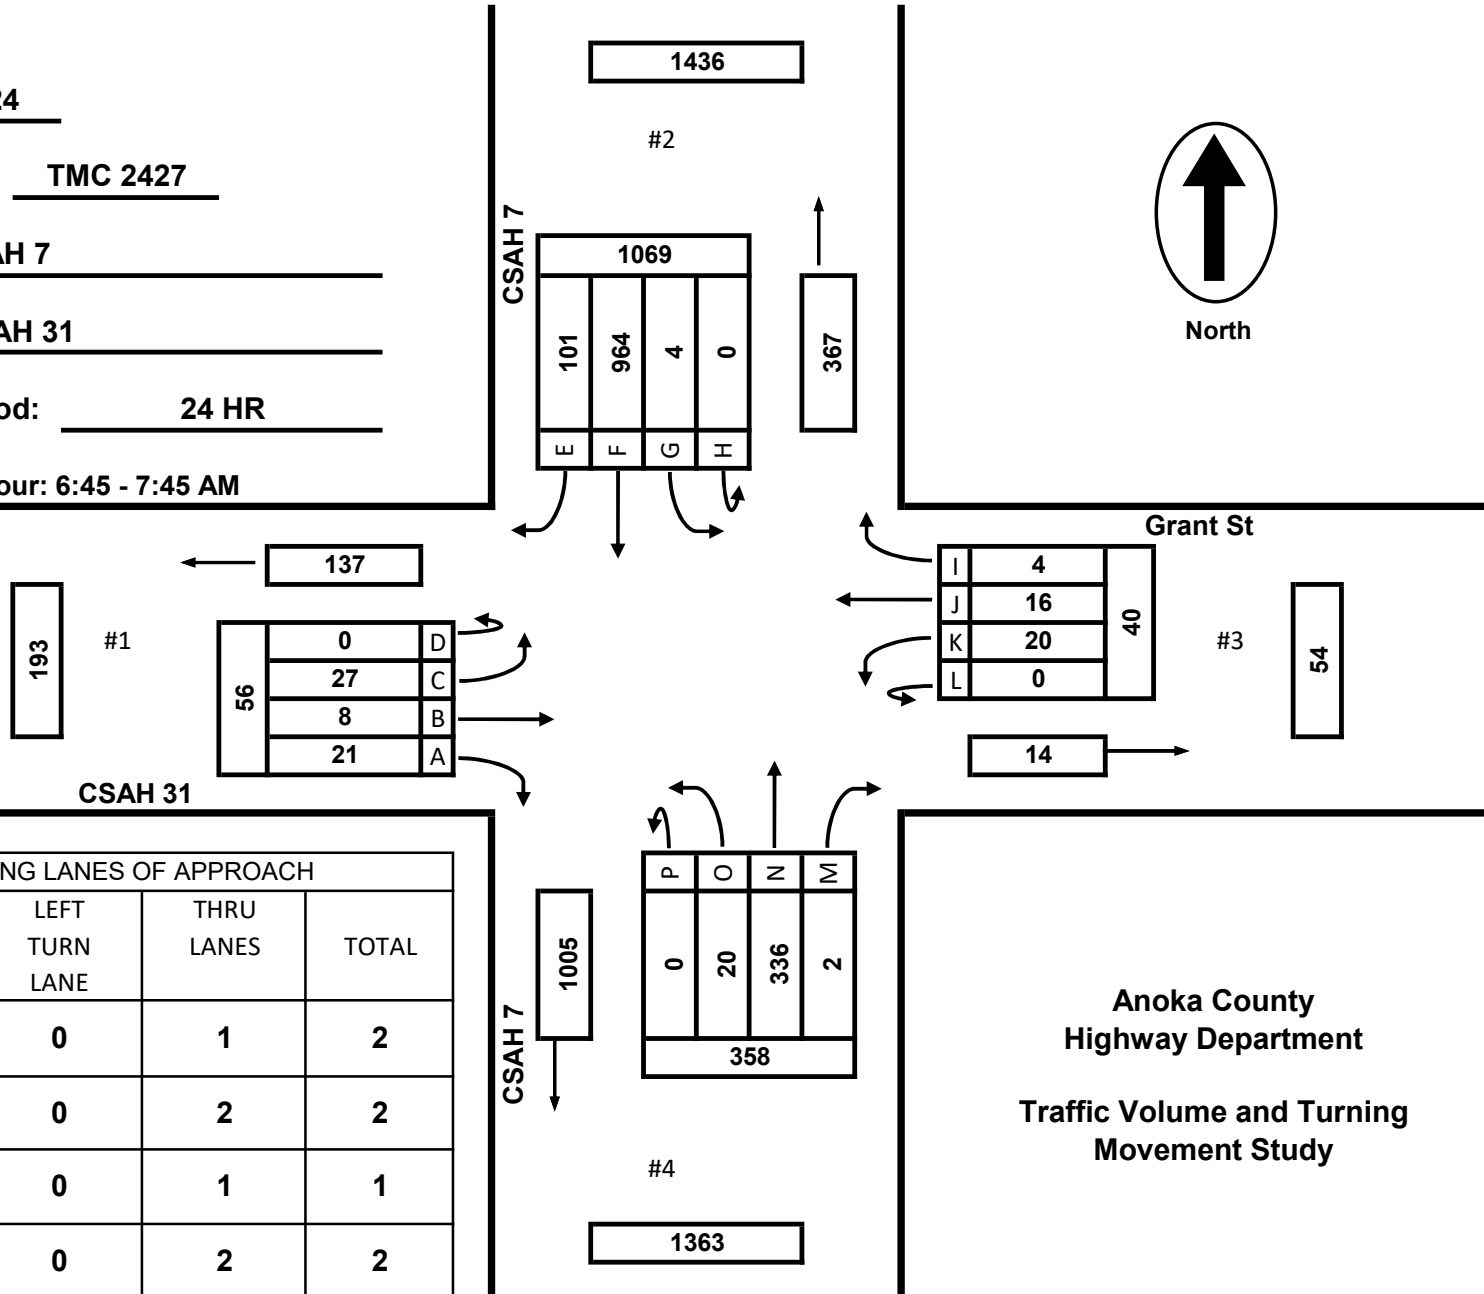 24
TMC 2427
AH 7
AH 31
od: 24 HR
our: 6:45 - 7:45 AM
1436
#2
CSAH 7
1069
101 964 4 0
E F G H
367
North
Grant St
137
193
#1
56
0 D
27 C
8 B
21 A
CSAH 31
I 4
J 16
K 20
L 0
40
#3
54
14
NG LANES OF APPROACH
LEFT TURN LANE
THRU LANES
TOTAL
0 1 2
0 2 2
0 1 1
0 2 2
1005
CSAH 7
P O N M
0 20 336 2
358
#4
1363
Anoka County
Highway Department
Traffic Volume and Turning
Movement Study